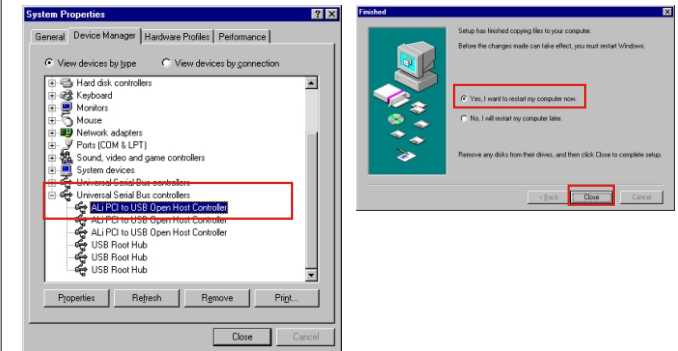 System Properties
General Device Manager Hardware Profiles Performance
View devices by type View devices by connection
Hard disk controllers
Keyboard
Monitors
Mouse
Network adapters
Ports (COM & LPT)
Sound, video and game controllers
System devices
Universal Serial Bus controllers
Universal Serial Bus controllers
ALi PCI to USB Open Host Controller
ALi PCI to USB Open Host Controller
ALi PCI to USB Open Host Controller
USB Root Hub
USB Root Hub
USB Root Hub
Properties Refresh Remove Print...
Close Cancel
Finished
Setup has finished copying files to your computer.
Before the changes made can take effect, you must restart Windows.
Yes, I want to restart my computer now.
No, I will restart my computer later.
Remove any disks from their drives, and then click Close to complete setup.
< Back Close Cancel